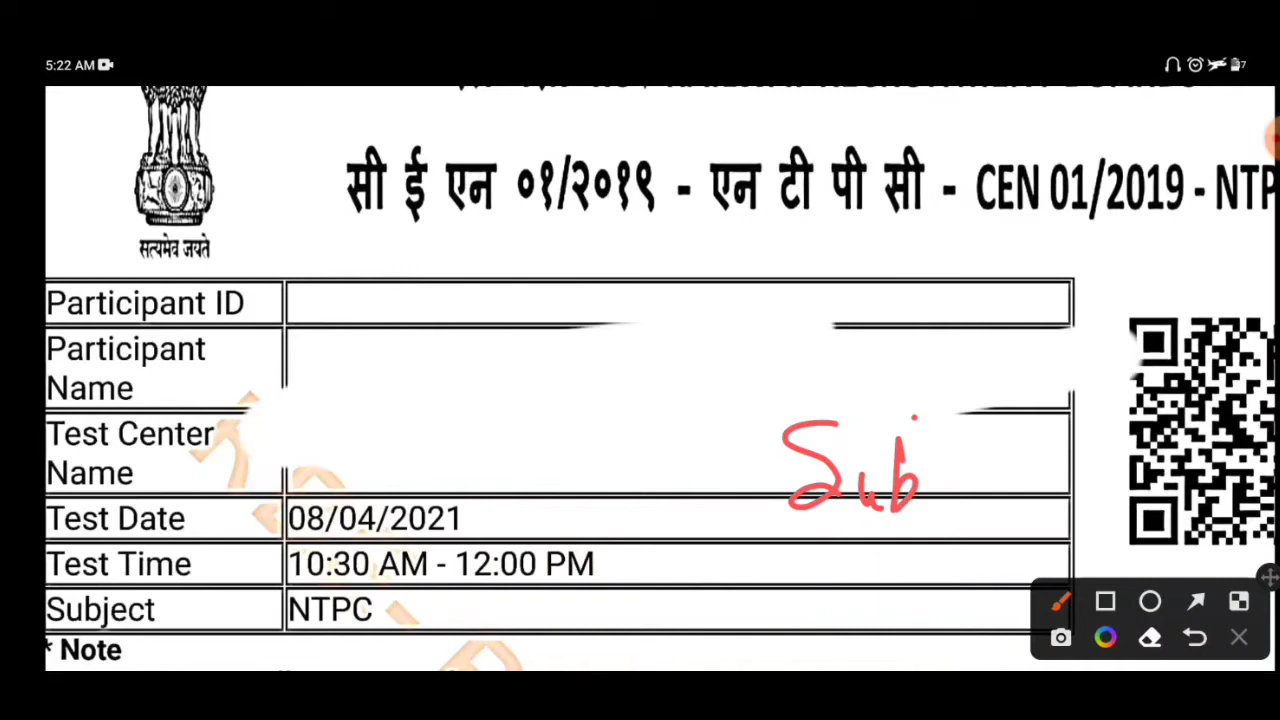 5:22 AM
37
सत्यमेव जयते
सी ई एन ०१/२०१९ - एन टी पी सी - CEN 01/2019 - NTP
Participant ID
Participant Name
Test Center Name
Sub
Test Date 08/04/2021
Test Time 10:30 AM - 12:00 PM
Subject NTPC
* Note